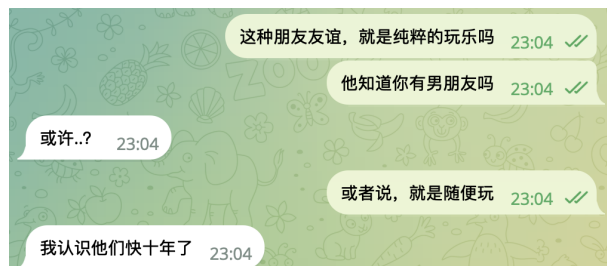 这种朋友友谊，就是纯粹的玩乐吗 23:04
他知道你有男朋友吗 23:04
或许..? 23:04
或者说，就是随便玩 23:04
我认识他们快十年了 23:04